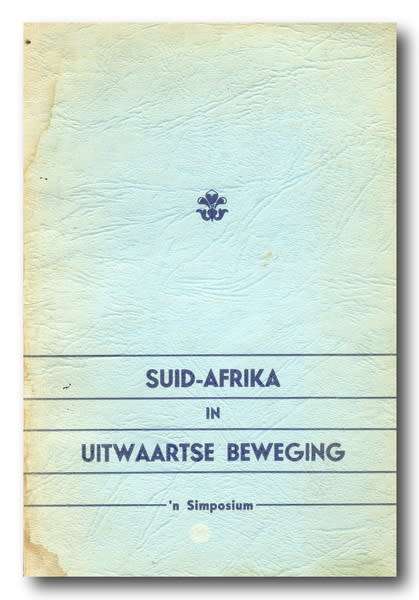 SUID-AFRIKA
IN
UITWAARTSE BEWEGING
'n Simposium